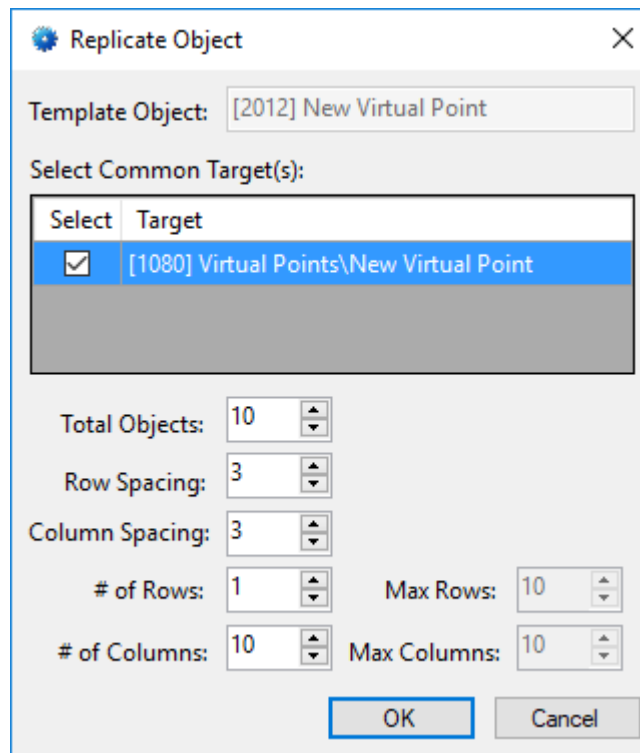 Replicate Object
Template Object: [2012] New Virtual Point
Select Common Target(s):
Select Target
[1080] Virtual Points\New Virtual Point
Total Objects: 10
Row Spacing: 3
Column Spacing: 3
# of Rows: 1 Max Rows: 10
# of Columns: 10 Max Columns: 10
OK Cancel